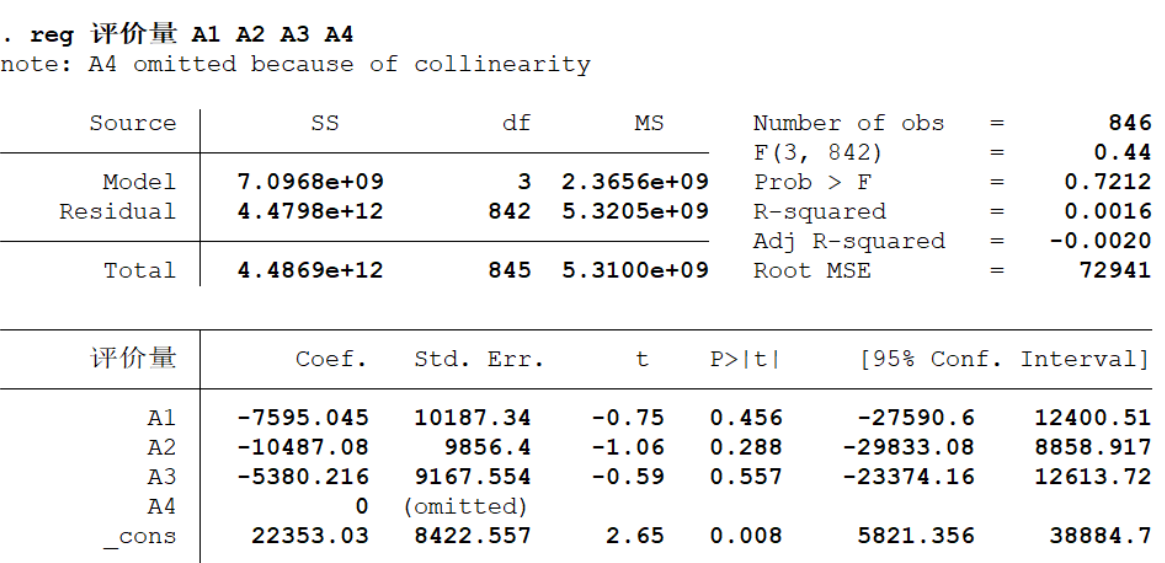 . reg 评价量 A1 A2 A3 A4
note: A4 omitted because of collinearity
Source SS df MS Number of obs = 846
F(3, 842) = 0.44
Model 7.0968e+09 3 2.3656e+09 Prob > F = 0.7212
Residual 4.4798e+12 842 5.3205e+09 R-squared = 0.0016
Adj R-squared = -0.0020
Total 4.4869e+12 845 5.3100e+09 Root MSE = 72941
评价量 Coef. Std. Err. t P>|t| [95% Conf. Interval]
A1 -7595.045 10187.34 -0.75 0.456 -27590.6 12400.51
A2 -10487.08 9856.4 -1.06 0.288 -29833.08 8858.917
A3 -5380.216 9167.554 -0.59 0.557 -23374.16 12613.72
A4 0 (omitted)
_cons 22353.03 8422.557 2.65 0.008 5821.356 38884.7